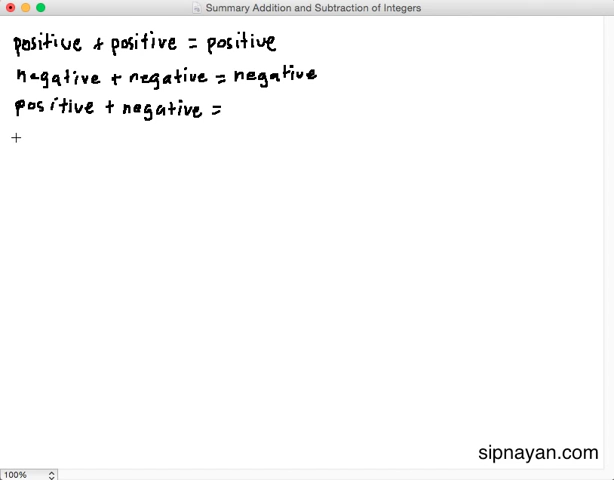 Summary Addition and Subtraction of Integers
positive + positive = positive
negative + negative = negative
positive + negative =
sipnayan.com
100%